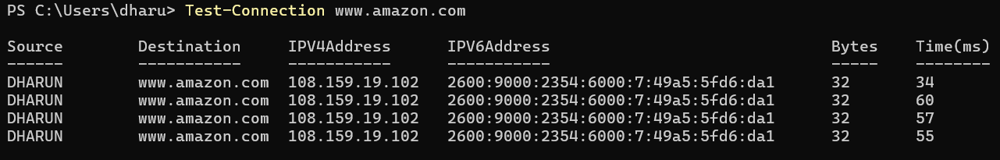 PS C:\Users\dharu> Test-Connection www.amazon.com
Source Destination IPV4Address IPV6Address Bytes Time(ms)
------ ----------- ----------- ----------- ----- --------
DHARUN www.amazon.com 108.159.19.102 2600:9000:2354:6000:7:49a5:5fd6:da1 32 34
DHARUN www.amazon.com 108.159.19.102 2600:9000:2354:6000:7:49a5:5fd6:da1 32 60
DHARUN www.amazon.com 108.159.19.102 2600:9000:2354:6000:7:49a5:5fd6:da1 32 57
DHARUN www.amazon.com 108.159.19.102 2600:9000:2354:6000:7:49a5:5fd6:da1 32 55